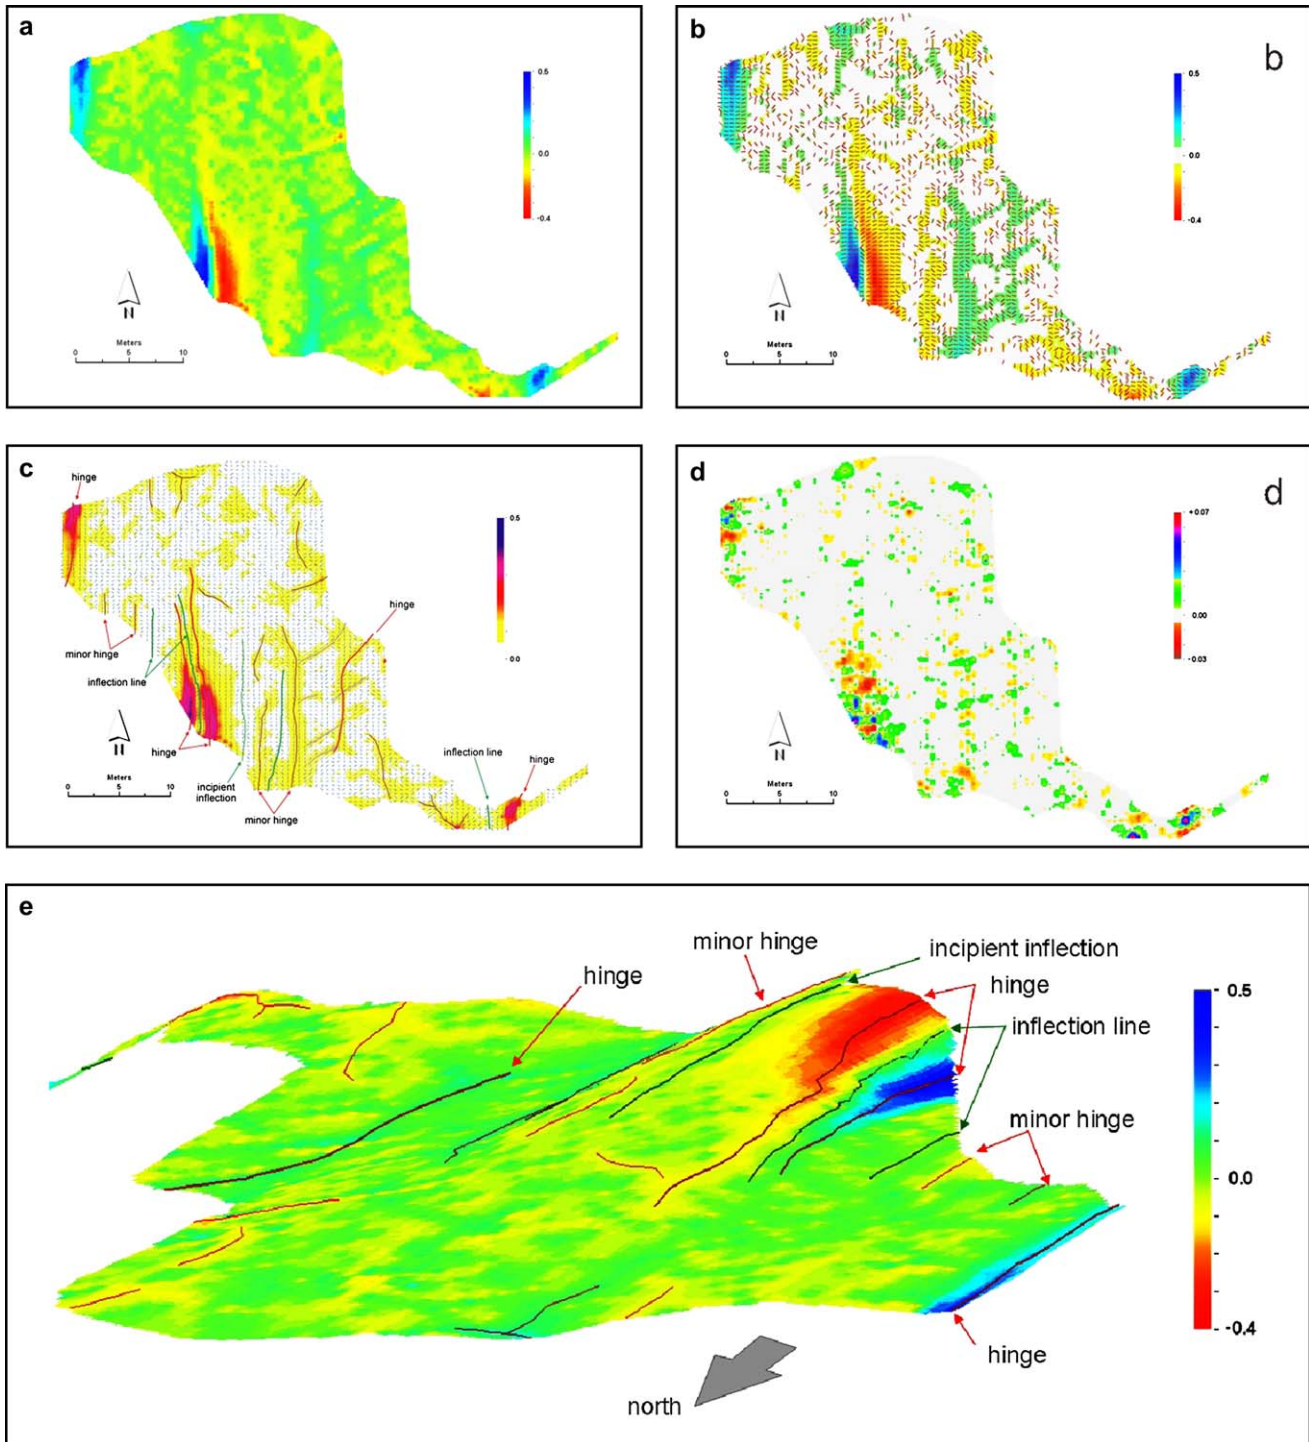 a
0.5
0.0
-0.4
N
Meters
0 5 10
b
b
0.5
0.0
-0.4
N
Meters
0 5 10
c
hinge
0.5
hinge
minor hinge
0.0
inflection line
N
hinge
inflection line
hinge
Meters
0 5 10
incipient
inflection
minor hinge
d
d
+0.07
0.00
-0.03
N
Meters
0 5 10
e
minor hinge
incipient inflection
hinge
hinge
0.5
inflection line
minor hinge
0.0
-0.4
hinge
north